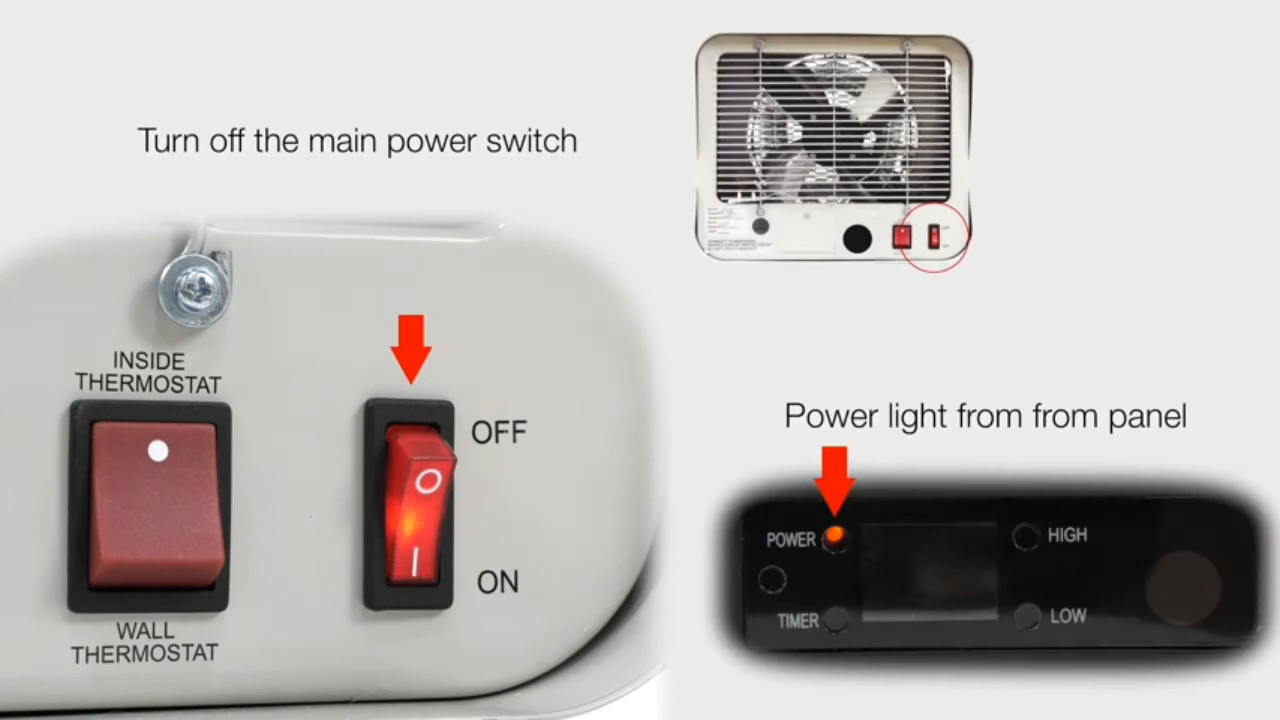 Turn off the main power switch
INSIDE
THERMOSTAT
OFF
ON
WALL
THERMOSTAT
Power light from from panel
POWER
HIGH
TIMER
LOW